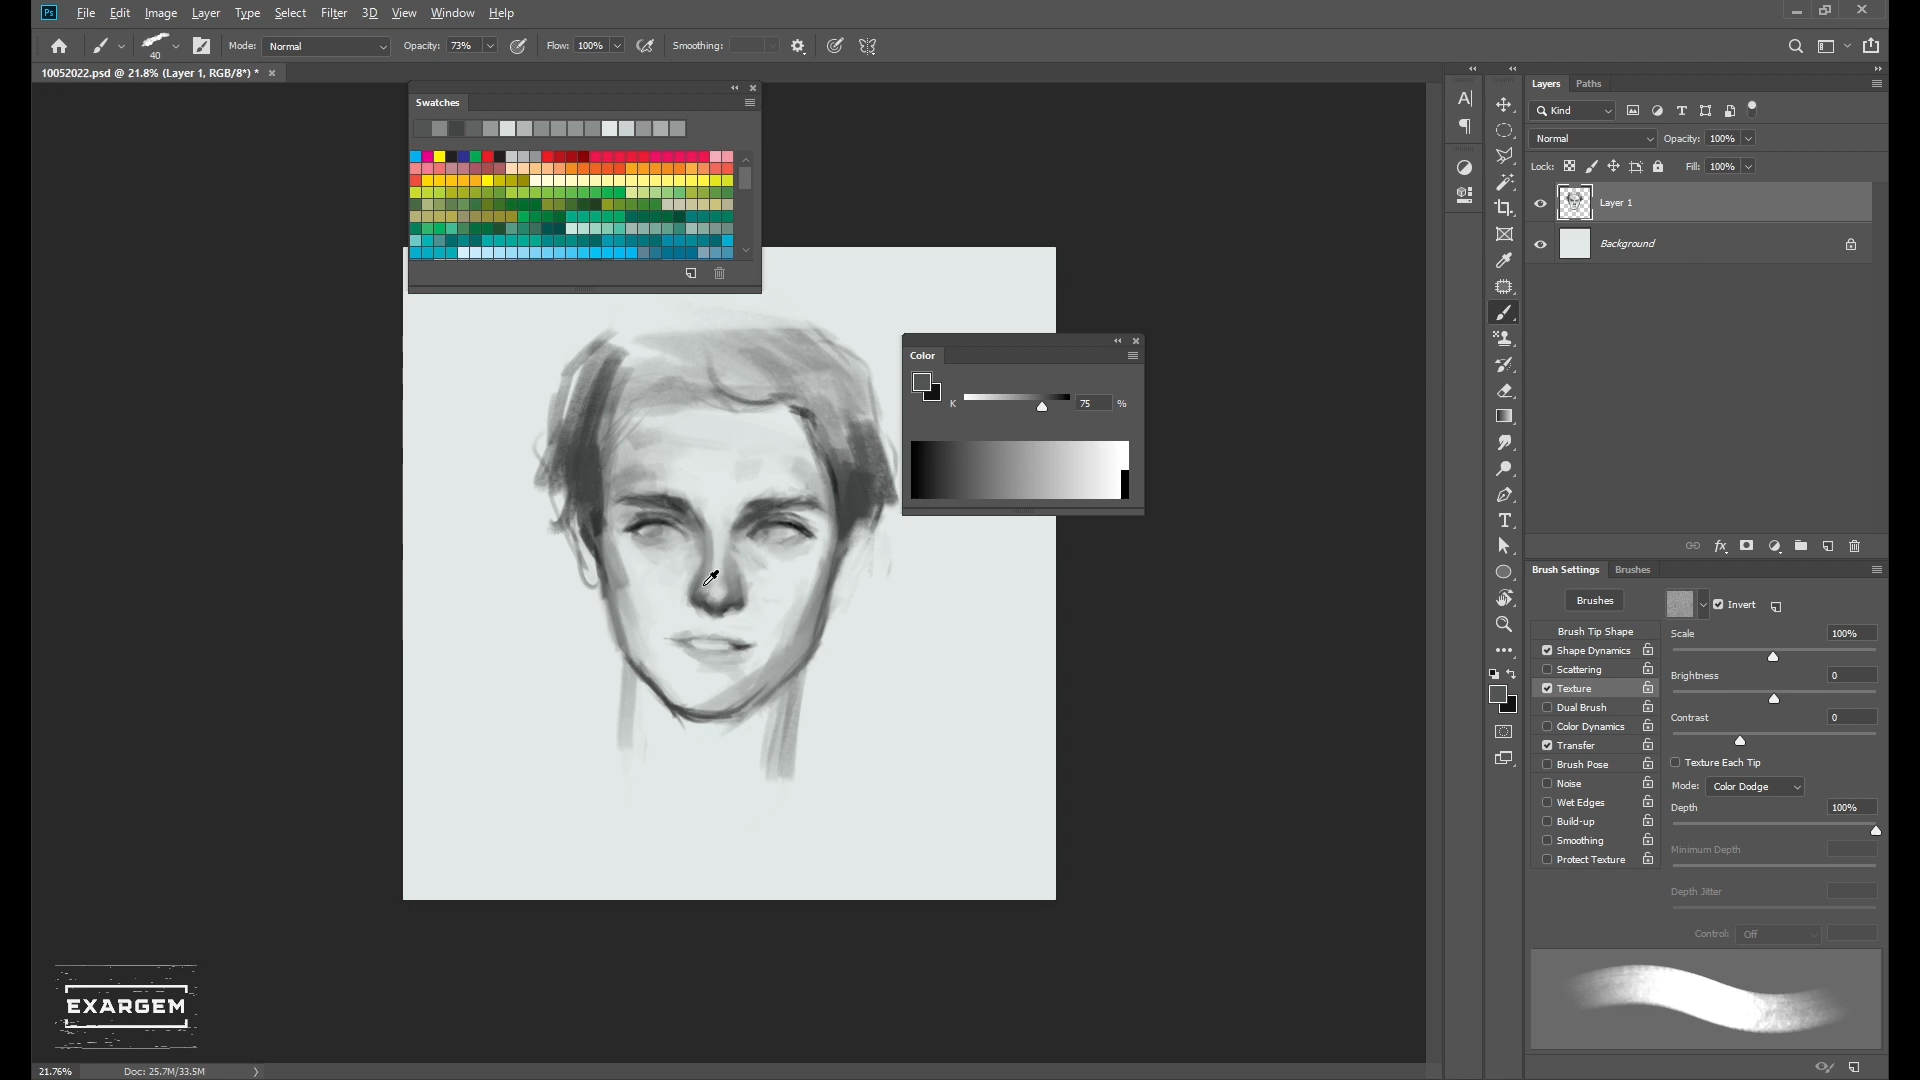 Ps File Edit Image Layer Type Select Filter 3D View Window Help
40 Mode: Normal Opacity: 73% Flow: 100% Smoothing:
10052022.psd @ 21.8% (Layer 1, RGB/8*) *
Swatches
Color
K 75 %
Layers Paths
Kind
Normal Opacity: 100%
Lock: Fill: 100%
Layer 1
Background
Brush Settings Brushes
Brushes
Invert
Brush Tip Shape
Shape Dynamics
Scattering
Texture
Dual Brush
Color Dynamics
Transfer
Brush Pose
Noise
Wet Edges
Build-up
Smoothing
Protect Texture
Scale 100%
Brightness 0
Contrast 0
Texture Each Tip
Mode: Color Dodge
Depth 100%
Minimum Depth
Depth Jitter
Control: Off
EXARGEM
21.76% Doc: 25.7M/33.5M